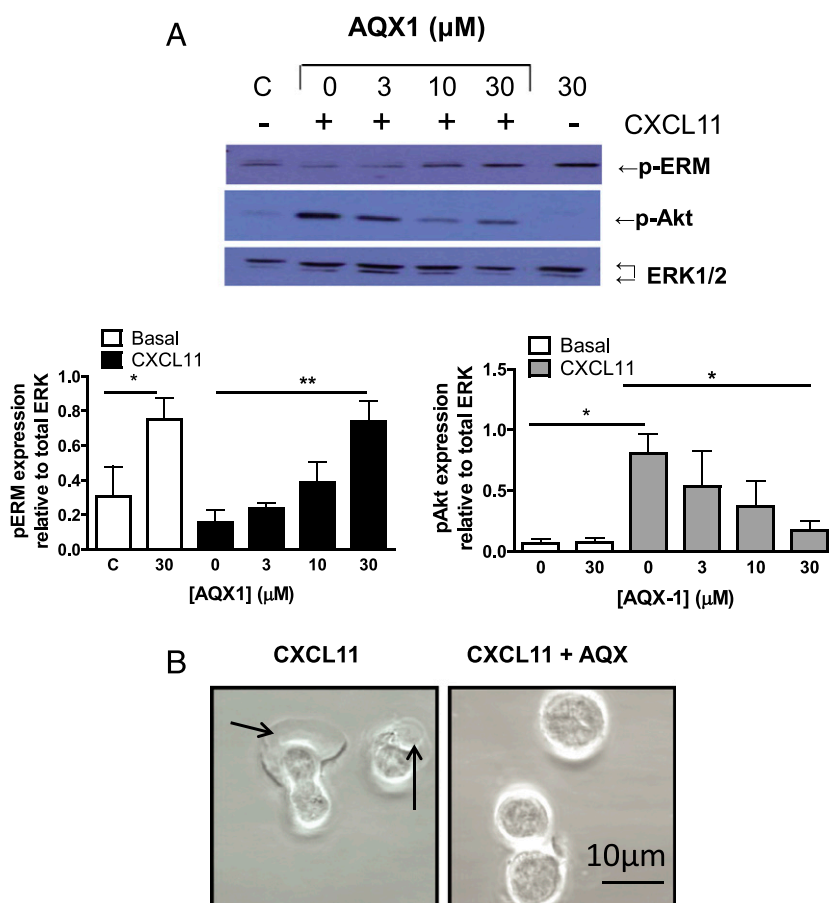 A
AQX1 (µM)
C 0 3 10 30 30
- + + + + - CXCL11
←p-ERM
←p-Akt
ERK1/2
Basal
CXCL11
* **
pERM expression
relative to total ERK
1.0
0.8
0.6
0.4
0.2
0.0
C 30 0 3 10 30
[AQX1] (µM)
Basal
CXCL11
* *
pAkt expression
relative to total ERK
1.5
1.0
0.5
0.0
0 30 0 3 10 30
[AQX-1] (µM)
B
CXCL11
CXCL11 + AQX
10µm